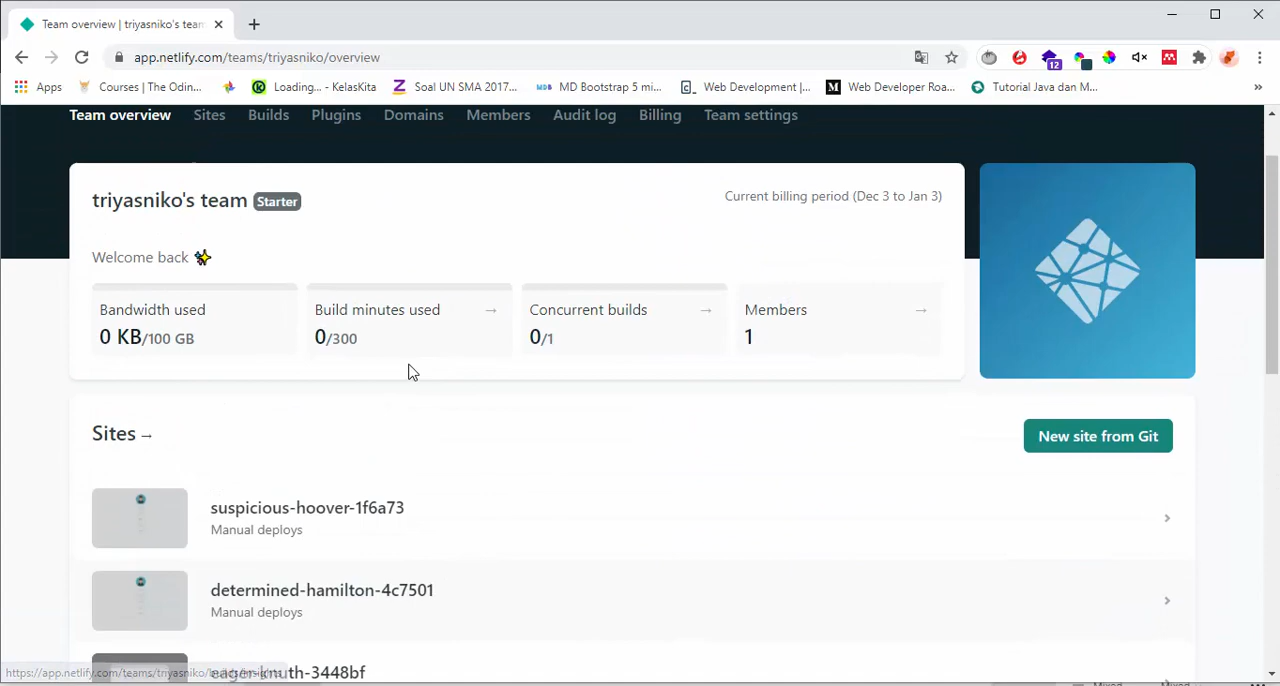 Team overview | triyasniko's team
app.netlify.com/teams/triyasniko/overview
12
Apps
Courses | The Odin...
Loading... - KelasKita
Soal UN SMA 2017...
MD Bootstrap 5 mi...
Web Development |...
Web Developer Roa...
Tutorial Java dan M...
»
Team overview
Sites
Builds
Plugins
Domains
Members
Audit log
Billing
Team settings
triyasniko's team Starter
Current billing period (Dec 3 to Jan 3)
Welcome back ✨
Bandwidth used
0 KB/100 GB
Build minutes used →
0/300
Concurrent builds →
0/1
Members →
1
Sites →
New site from Git
suspicious-hoover-1f6a73
Manual deploys
determined-hamilton-4c7501
Manual deploys
https://app.netlify.com/teams/triyasniko/builds/insights